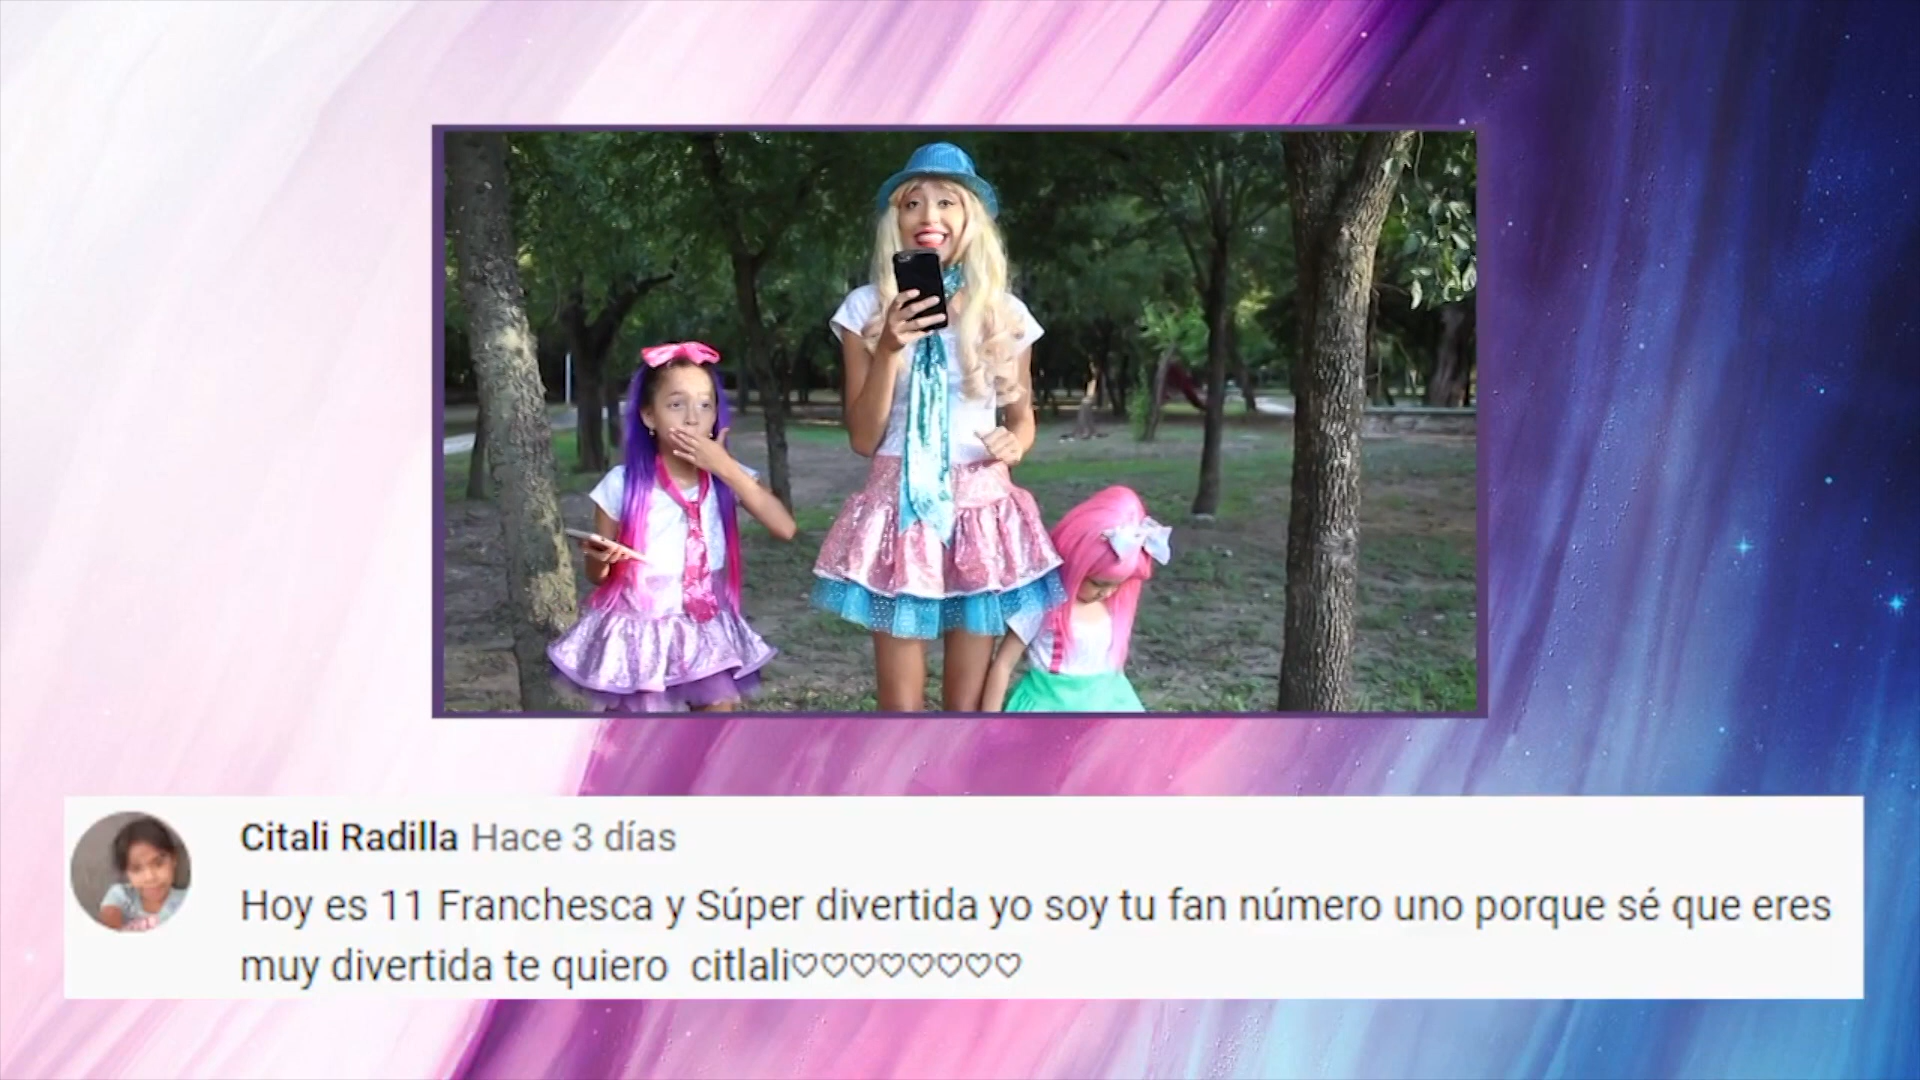 Citali Radilla Hace 3 días
Hoy es 11 Franchesca y Súper divertida yo soy tu fan número uno porque sé que eres
muy divertida te quiero citlali♡♡♡♡♡♡♡♡